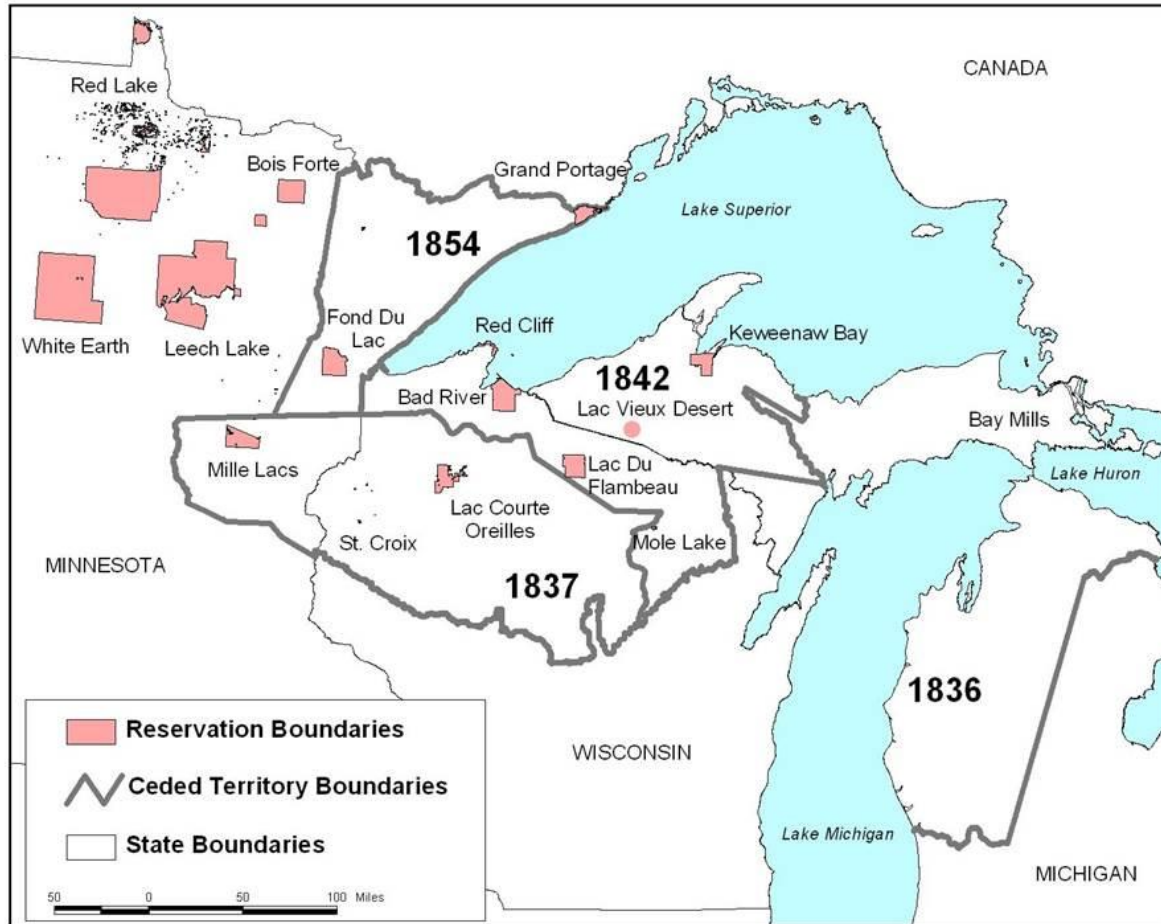 CANADA
Red Lake
Bois Forte
Grand Portage
Lake Superior
1854
Fond Du
Lac
Red Cliff
Keweenaw Bay
White Earth
Leech Lake
1842
Bad River
Lac Vieux Desert
Bay Mills
Mille Lacs
Lac Du
Flambeau
Lake Huron
Lac Courte
Oreilles
St. Croix
Mole Lake
MINNESOTA
1837
1836
Reservation Boundaries
WISCONSIN
Ceded Territory Boundaries
Lake Michigan
State Boundaries
MICHIGAN
50 0 50 100 Miles